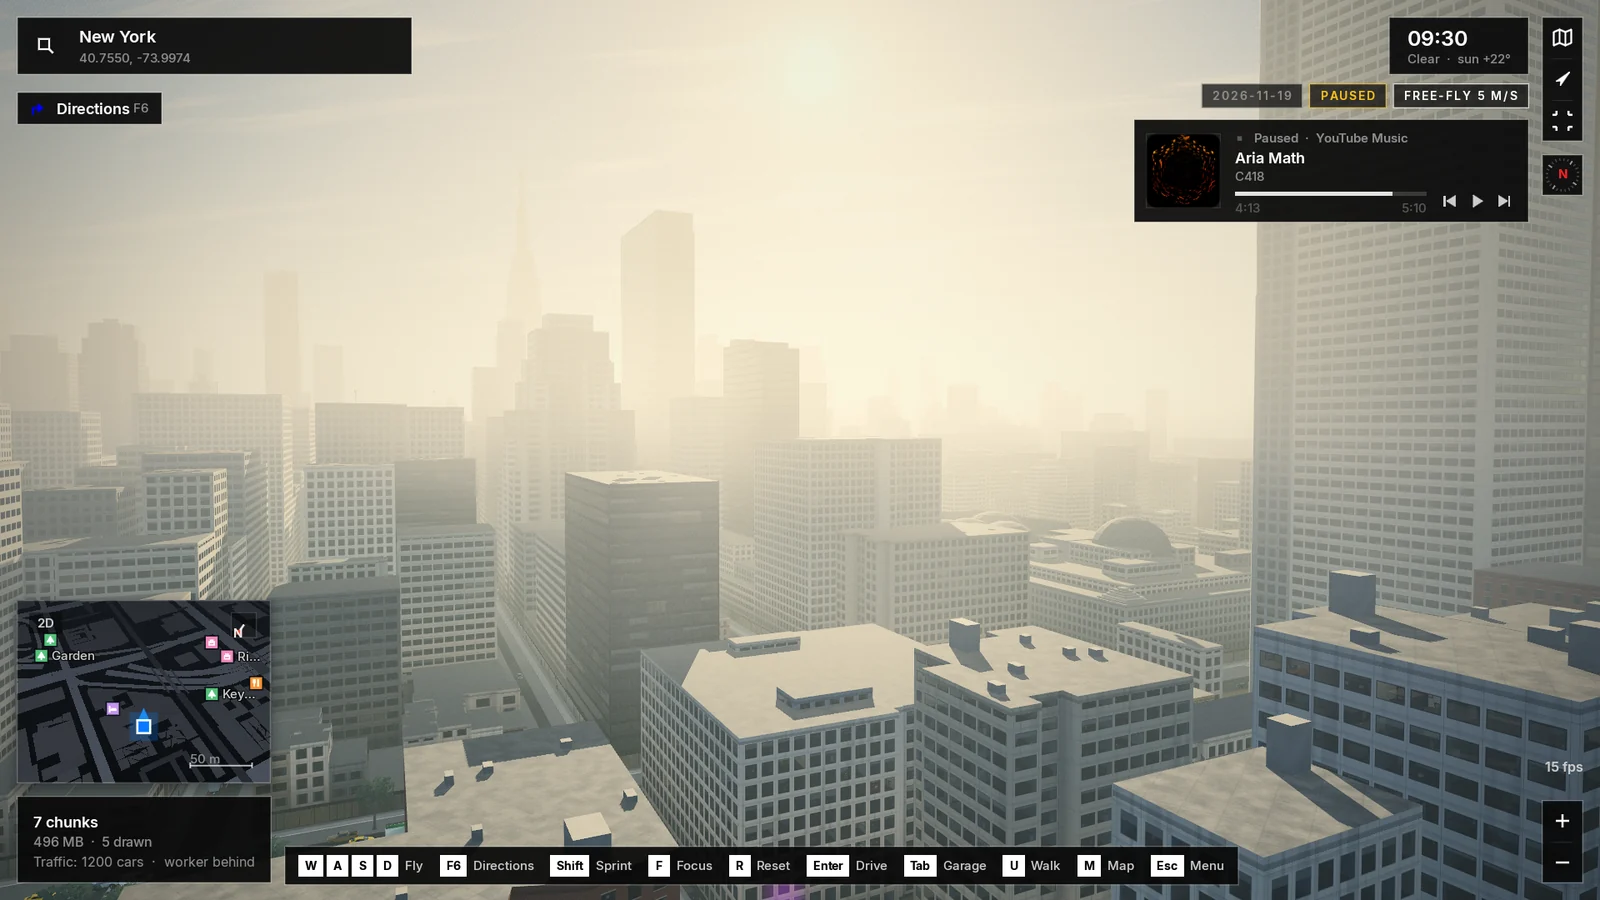 New York
40.7550, -73.9974
Directions F6
09:30
Clear · sun +22°
2026-11-19
PAUSED
FREE-FLY 5 M/S
Paused · YouTube Music
Aria Math
C418
4:13
5:10
N
2D
N
Garden
Ri...
Key...
50 m
15 fps
7 chunks
496 MB · 5 drawn
Traffic: 1200 cars · worker behind
W A S D Fly F6 Directions Shift Sprint F Focus R Reset Enter Drive Tab Garage U Walk M Map Esc Menu